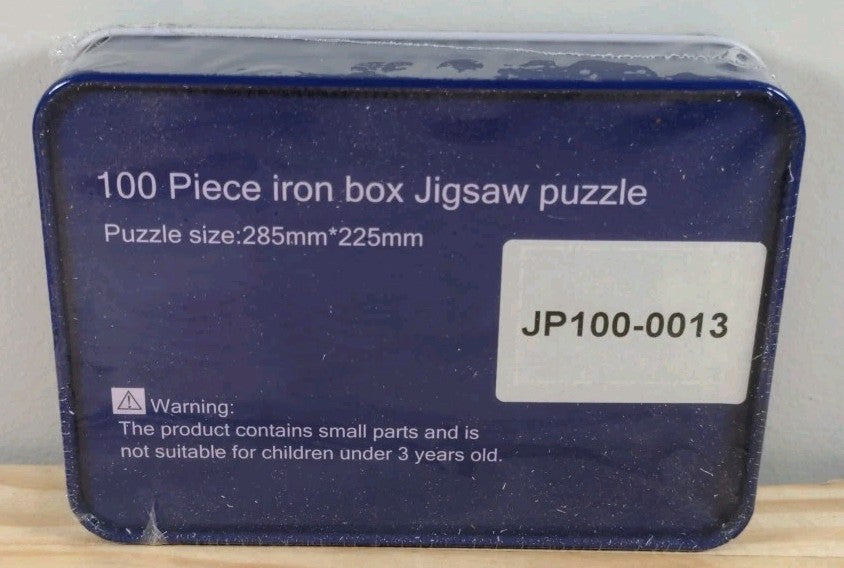 100 Piece iron box Jigsaw puzzle
Puzzle size:285mm*225mm
JP100-0013
Warning:
The product contains small parts and is
not suitable for children under 3 years old.